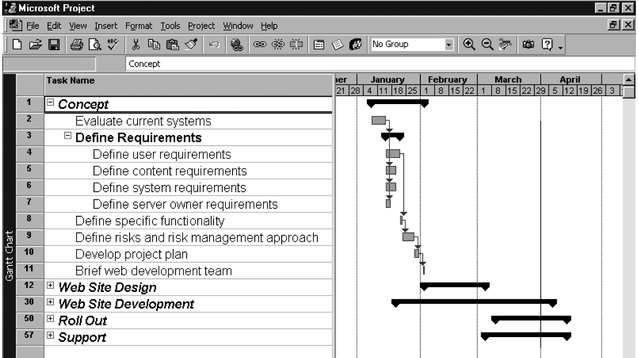 Microsoft Project
File Edit View Insert Format Tools Project Window Help
No Group
Concept
Task Name
ber January February March April
21 28 4 11 18 25 1 8 15 22 1 8 15 22 29 5 12 19 26 3
1 Concept
2 Evaluate current systems
3 Define Requirements
4 Define user requirements
5 Define content requirements
6 Define system requirements
7 Define server owner requirements
8 Define specific functionality
9 Define risks and risk management approach
10 Develop project plan
11 Brief web development team
12 Web Site Design
30 Web Site Development
50 Roll Out
57 Support
Gantt Chart